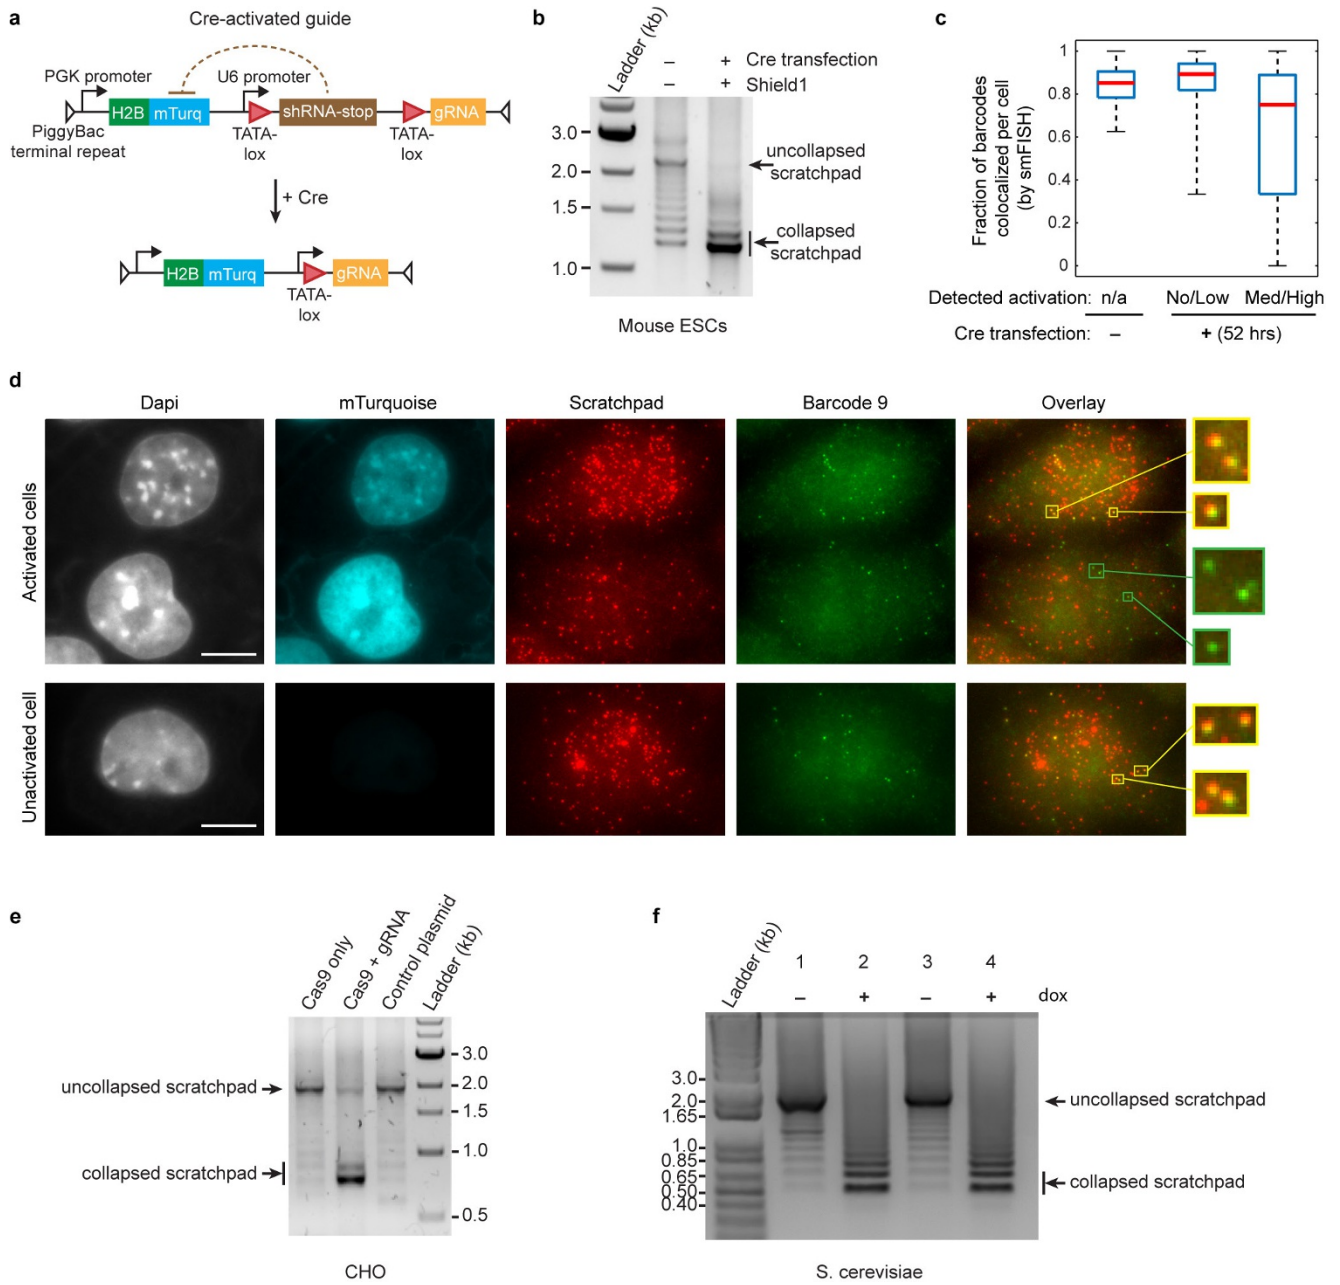 a
Cre-activated guide
PGK promoter
U6 promoter
H2B
mTurq
shRNA-stop
gRNA
PiggyBac
terminal repeat
TATA-
lox
TATA-
lox
+ Cre
H2B
mTurq
gRNA
TATA-
lox
b
Ladder (kb)
– + Cre transfection
– + Shield1
3.0
2.0
1.5
1.0
uncollapsed
scratchpad
collapsed
scratchpad
Mouse ESCs
c
Fraction of barcodes
colocalized per cell
(by smFISH)
1
0.8
0.6
0.4
0.2
0
Detected activation: n/a No/Low Med/High
Cre transfection: – + (52 hrs)
d
Dapi mTurquoise Scratchpad Barcode 9 Overlay
Activated cells
Unactivated cell
e
Cas9 only
Cas9 + gRNA
Control plasmid
Ladder (kb)
3.0
2.0
1.5
1.0
0.5
uncollapsed scratchpad
collapsed scratchpad
CHO
f
Ladder (kb)
1 2 3 4
– + – + dox
3.0
2.0
1.65
1.0
0.85
0.65
0.50
0.40
uncollapsed scratchpad
collapsed scratchpad
S. cerevisiae